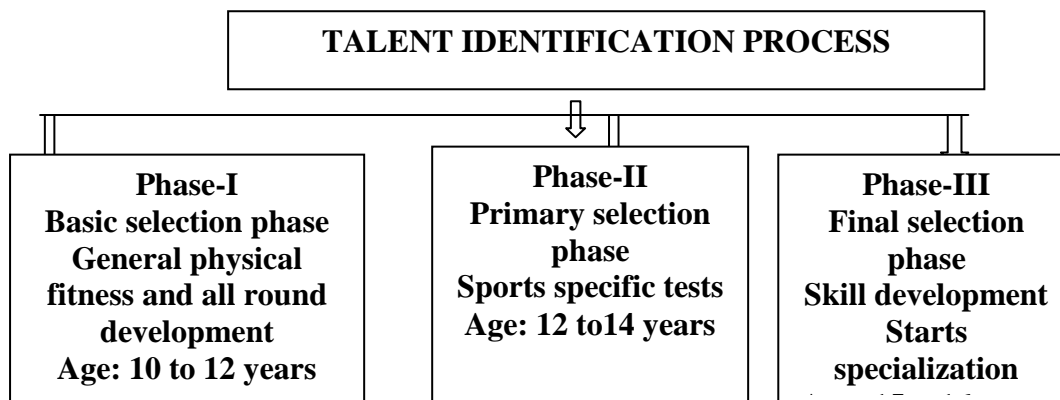 TALENT IDENTIFICATION PROCESS
Phase-I
Basic selection phase
General physical
fitness and all round
development
Age: 10 to 12 years
Phase-II
Primary selection
phase
Sports specific tests
Age: 12 to14 years
Phase-III
Final selection
phase
Skill development
Starts
specialization